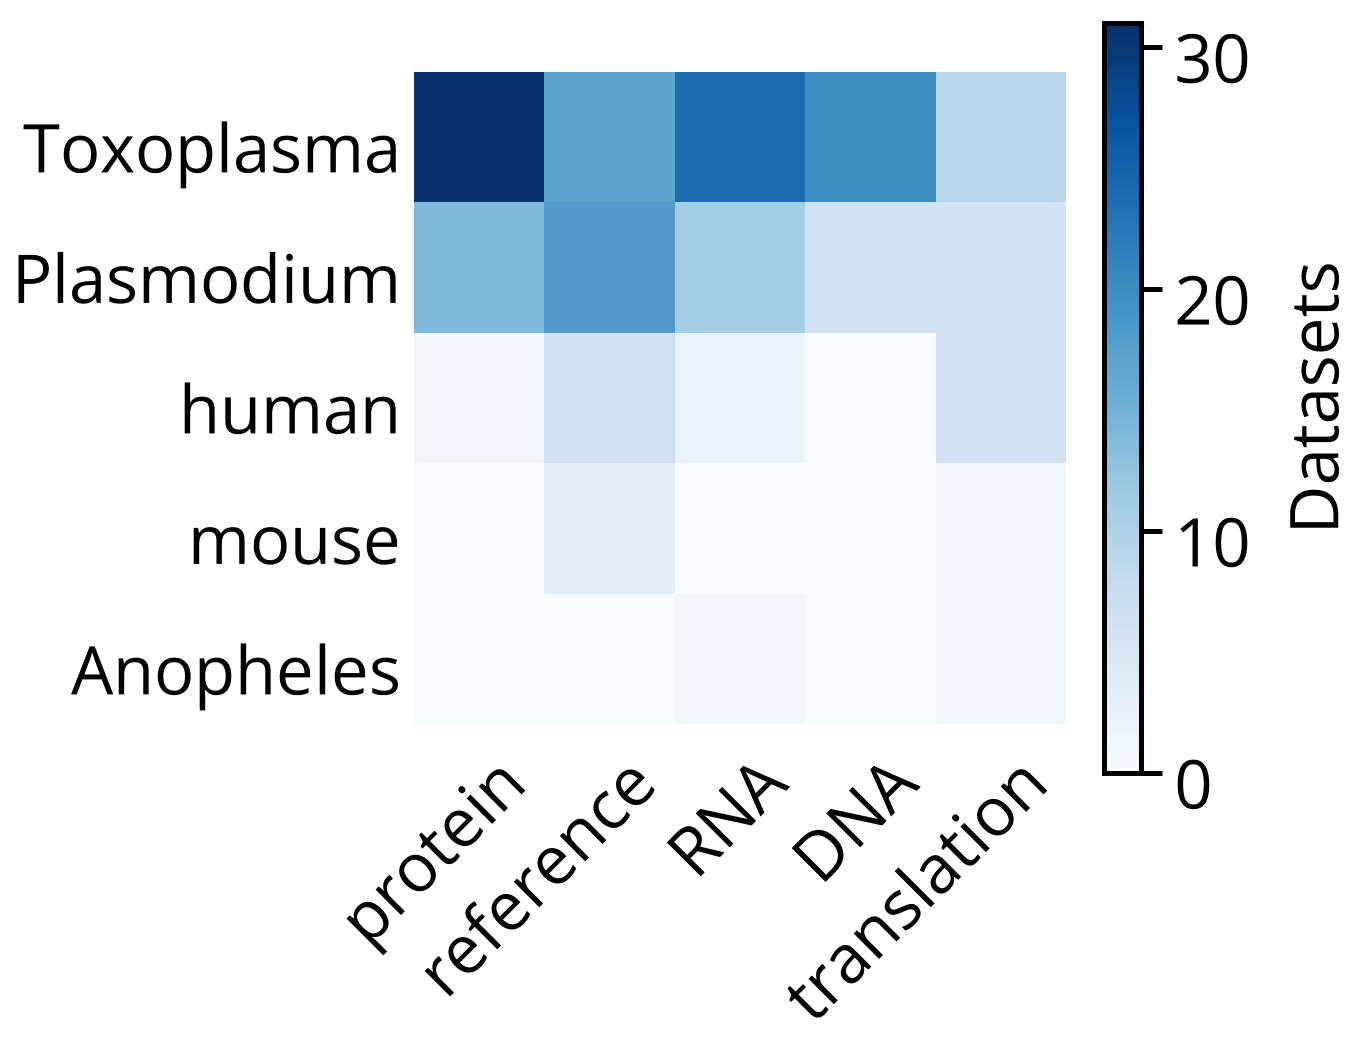 Toxoplasma
Plasmodium
human
mouse
Anopheles
protein
reference
RNA
DNA
translation
30
20
10
0
Datasets